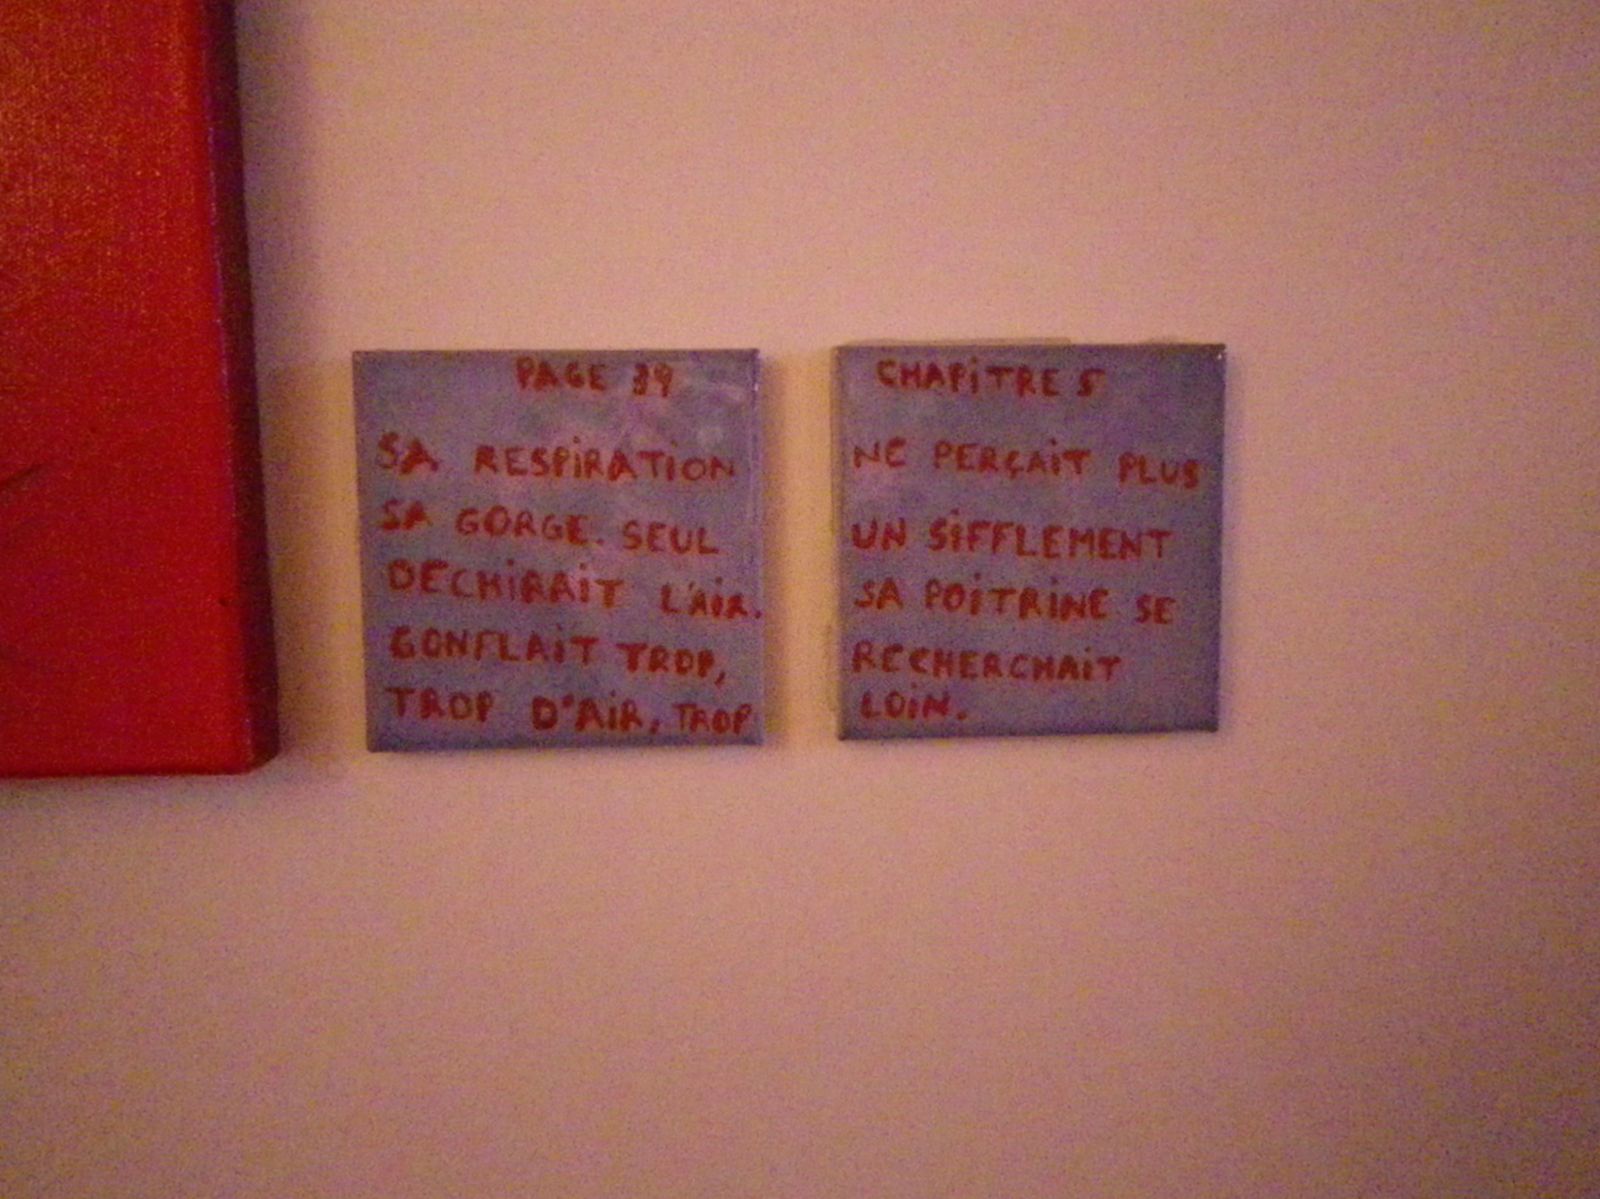 PAGE 39 CHAPiTRE 5
SA RESPiRATiON NE PERÇAiT PLUS
SA GORGE. SEUL UN SiFFLEMENT
DECHiRAiT L'AiR. SA POiTRiNE SE
GONFLAiT TROP, RECHERCHAiT
TROP D'AiR, TROP LOiN.